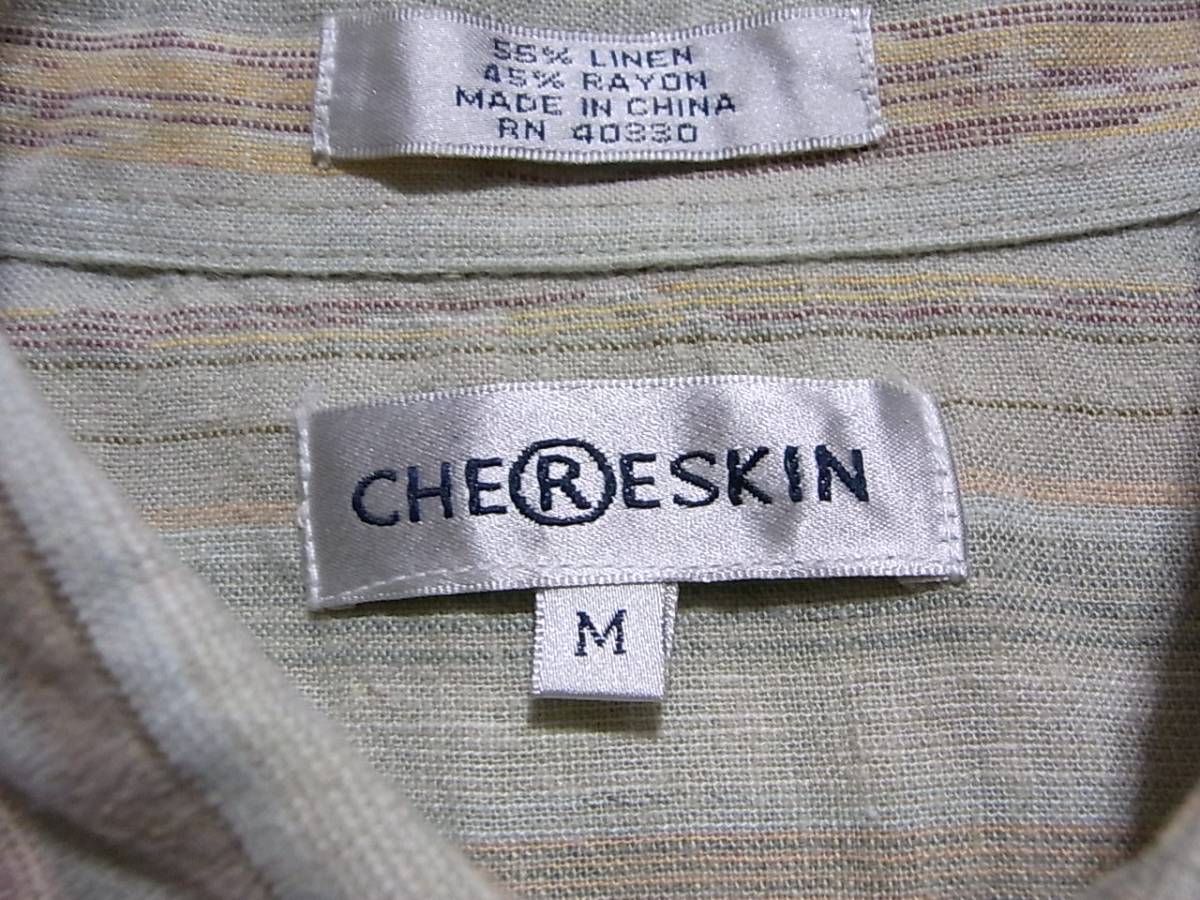 55% LINEN
45% RAYON
MADE IN CHINA
RN 40330
CHE®ESKIN
M